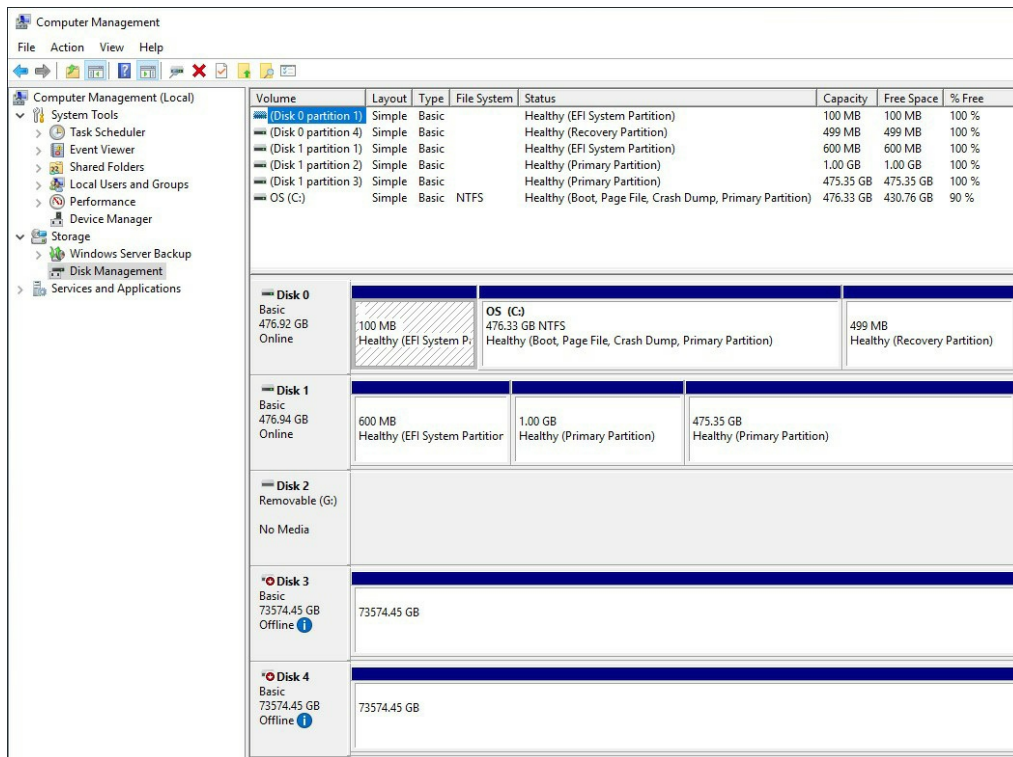 Computer Management
File Action View Help
Computer Management (Local)
System Tools
Task Scheduler
Event Viewer
Shared Folders
Local Users and Groups
Performance
Device Manager
Storage
Windows Server Backup
Disk Management
Services and Applications
Volume Layout Type File System Status Capacity Free Space % Free
(Disk 0 partition 1) Simple Basic Healthy (EFI System Partition) 100 MB 100 MB 100 %
(Disk 0 partition 4) Simple Basic Healthy (Recovery Partition) 499 MB 499 MB 100 %
(Disk 1 partition 1) Simple Basic Healthy (EFI System Partition) 600 MB 600 MB 100 %
(Disk 1 partition 2) Simple Basic Healthy (Primary Partition) 1.00 GB 1.00 GB 100 %
(Disk 1 partition 3) Simple Basic Healthy (Primary Partition) 475.35 GB 475.35 GB 100 %
OS (C:) Simple Basic NTFS Healthy (Boot, Page File, Crash Dump, Primary Partition) 476.33 GB 430.76 GB 90 %
Disk 0
Basic
476.92 GB
Online
100 MB
Healthy (EFI System P
OS (C:)
476.33 GB NTFS
Healthy (Boot, Page File, Crash Dump, Primary Partition)
499 MB
Healthy (Recovery Partition)
Disk 1
Basic
476.94 GB
Online
600 MB
Healthy (EFI System Partition
1.00 GB
Healthy (Primary Partition)
475.35 GB
Healthy (Primary Partition)
Disk 2
Removable (G:)
No Media
Disk 3
Basic
73574.45 GB
Offline
73574.45 GB
Disk 4
Basic
73574.45 GB
Offline
73574.45 GB